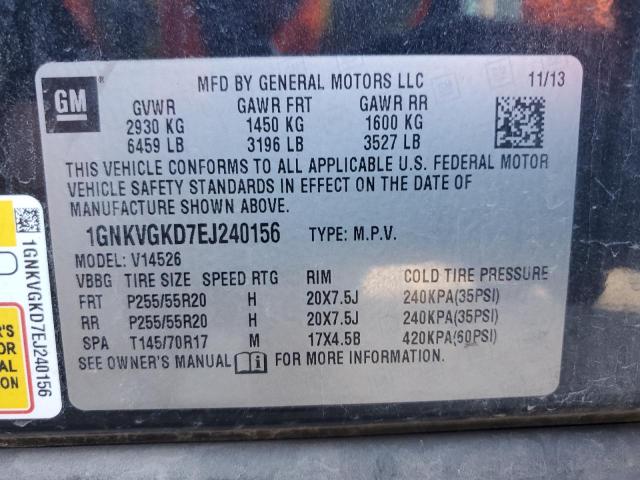 GM ® MFD BY GENERAL MOTORS LLC 11/13
GVWR GAWR FRT GAWR RR
2930 KG 1450 KG 1600 KG
6459 LB 3196 LB 3527 LB
THIS VEHICLE CONFORMS TO ALL APPLICABLE U.S. FEDERAL MOTOR
VEHICLE SAFETY STANDARDS IN EFFECT ON THE DATE OF
MANUFACTURE SHOWN ABOVE.
1GNKVGKD7EJ240156 TYPE: M.P.V.
MODEL: V14526
VBBG TIRE SIZE SPEED RTG RIM COLD TIRE PRESSURE
FRT P255/55R20 H 20X7.5J 240KPA(35PSI)
RR P255/55R20 H 20X7.5J 240KPA(35PSI)
SPA T145/70R17 M 17X4.5B 420KPA(60PSI)
SEE OWNER'S MANUAL FOR MORE INFORMATION.
1GNKVGKD7EJ240156